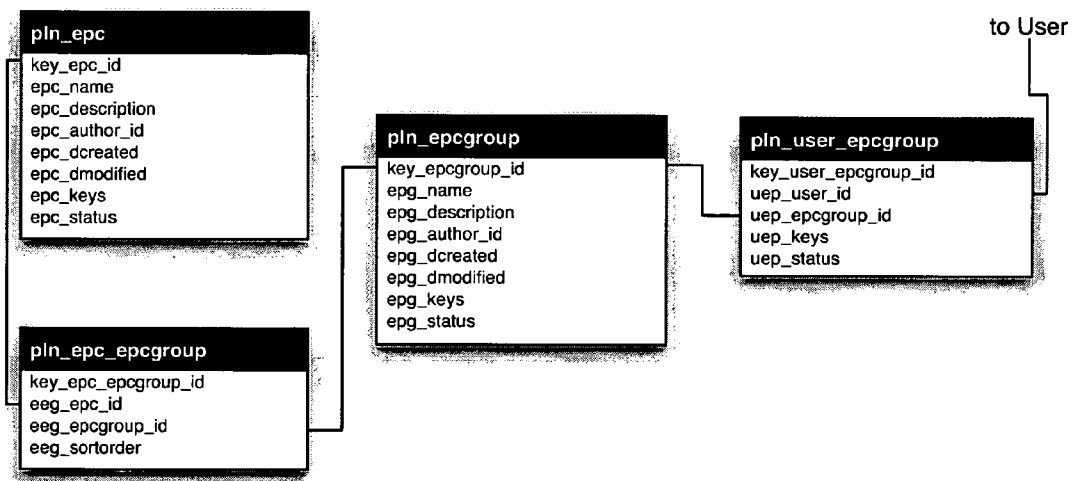 pln_epc
key_epc_id
epc_name
epc_description
epc_author_id
epc_dcreated
epc_dmodified
epc_keys
epc_status
pln_epc_epcgroup
key_epc_epcgroup_id
eeg_epc_id
eeg_epcgroup_id
eeg_sortorder
pln_epcgroup
key_epcgroup_id
epg_name
epg_description
epg_author_id
epg_dcreated
epg_dmodified
epg_keys
epg_status
to User
pln_user_epcgroup
key_user_epcgroup_id
uep_user_id
uep_epcgroup_id
uep_keys
uep_status